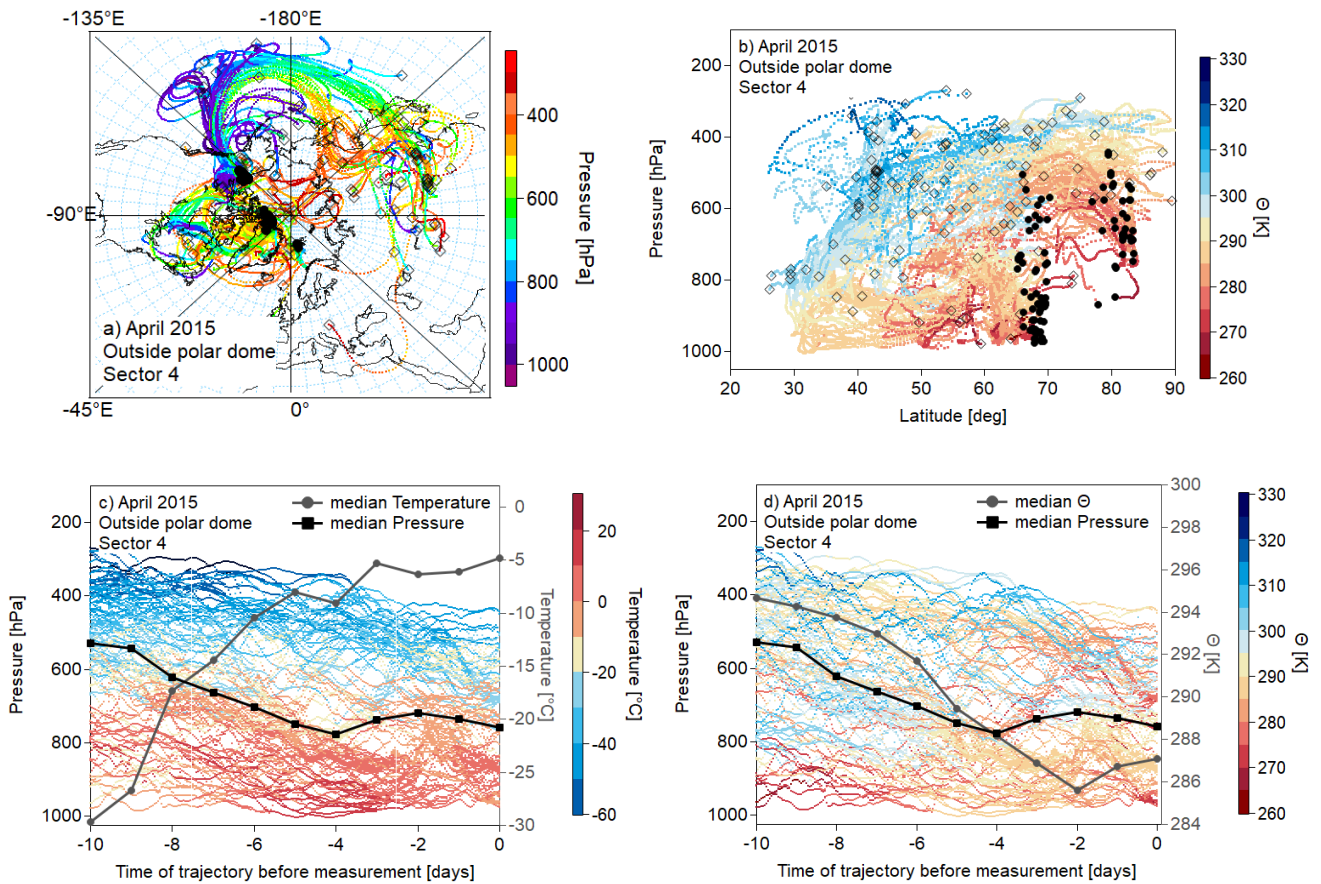 -135°E
-180°E
-90°E
-45°E
0°
a) April 2015
Outside polar dome
Sector 4
400
600
800
1000
Pressure [hPa]
b) April 2015
Outside polar dome
Sector 4
200
400
600
800
1000
Pressure [hPa]
20
30
40
50
60
70
80
90
Latitude [deg]
330
320
310
300
290
280
270
260
Θ [K]
c) April 2015
Outside polar dome
Sector 4
median Temperature
median Pressure
200
400
600
800
1000
Pressure [hPa]
-10
-8
-6
-4
-2
0
Time of trajectory before measurement [days]
0
-5
-10
-15
-20
-25
-30
Temperature [°C]
20
0
-20
-40
-60
Temperature [°C]
d) April 2015
Outside polar dome
Sector 4
median Θ
median Pressure
200
400
600
800
1000
Pressure [hPa]
-10
-8
-6
-4
-2
0
Time of trajectory before measurement [days]
300
298
296
294
292
290
288
286
284
Θ [K]
330
320
310
300
290
280
270
260
Θ [K]